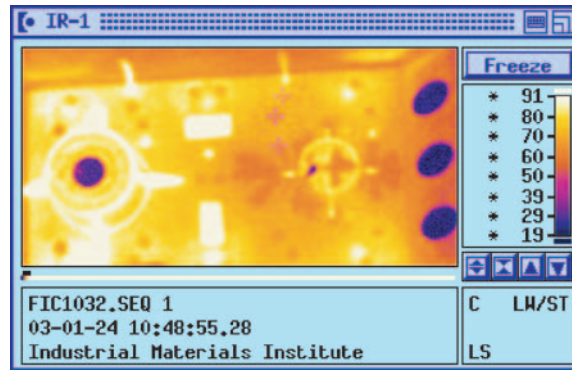 IR-1
Freeze
* 91
* 80
* 70
* 60
* 50
* 39
* 29
* 19
FIC1032.SEQ 1
03-01-24 10:48:55.28
Industrial Materials Institute
C LW/ST
LS